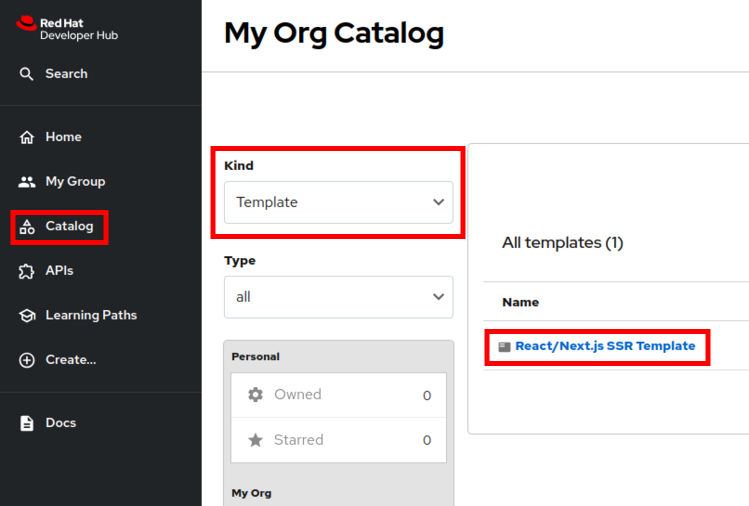 Red Hat
Developer Hub
Search
Home
My Group
Catalog
APIs
Learning Paths
Create...
Docs
My Org Catalog
Kind
Template
Type
all
Personal
Owned 0
Starred 0
My Org
All templates (1)
Name
React/Next.js SSR Template